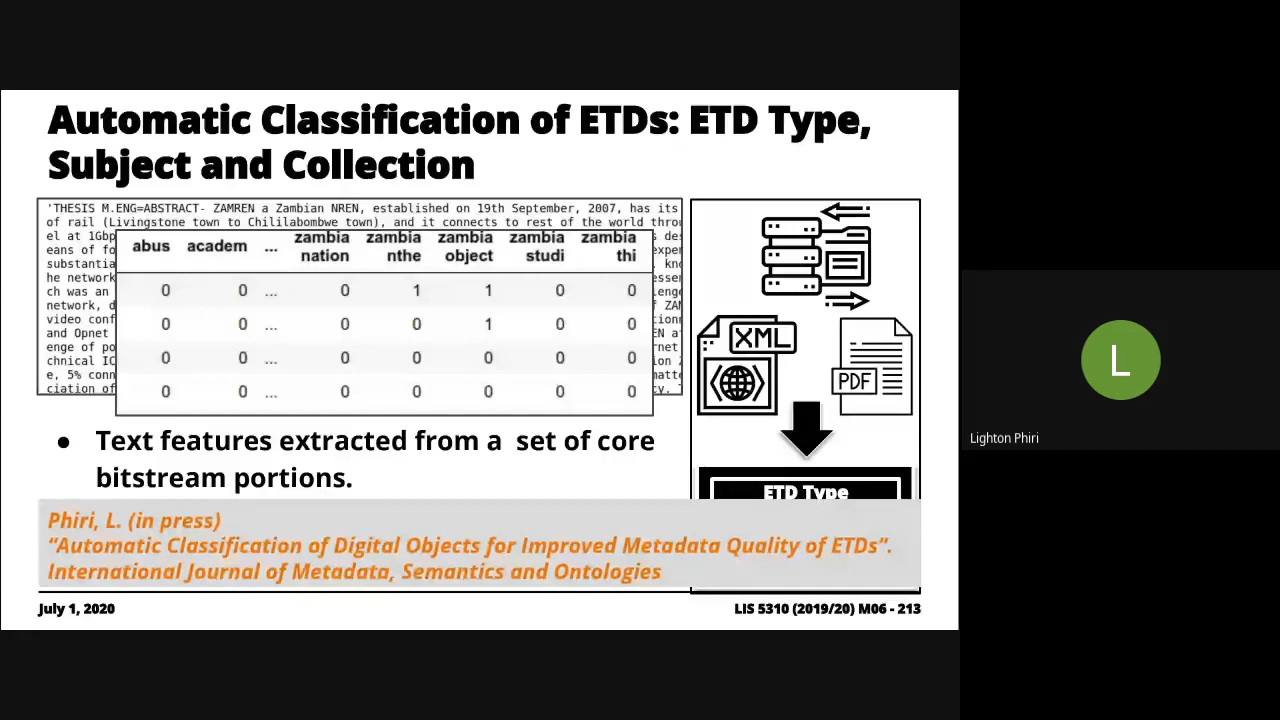 Automatic Classification of ETDs: ETD Type,
Subject and Collection
'THESIS M.ENG=ABSTRACT- ZAMREN a Zambian NREN, established on 19th September, 2007, has its
of rail (Livingstone town to Chililabombwe town), and it connects to rest of the world
el at 1Gbp
eans of fo
substantia
he network
ch was an
network, d
video conf
and Opnet
enge of po
chnical IC
e, 5% conn
ciation of
abus academ ... zambia nation zambia nthe zambia object zambia studi zambia thi
0 0 ... 0 1 1 0 0
0 0 ... 0 0 1 0 0
0 0 ... 0 0 0 0 0
0 0 ... 0 0 0 0 0
XML
PDF
ETD Type
● Text features extracted from a set of core
bitstream portions.
Phiri, L. (in press)
“Automatic Classification of Digital Objects for Improved Metadata Quality of ETDs”.
International Journal of Metadata, Semantics and Ontologies
July 1, 2020
LIS 5310 (2019/20) M06 - 213
L
Lighton Phiri